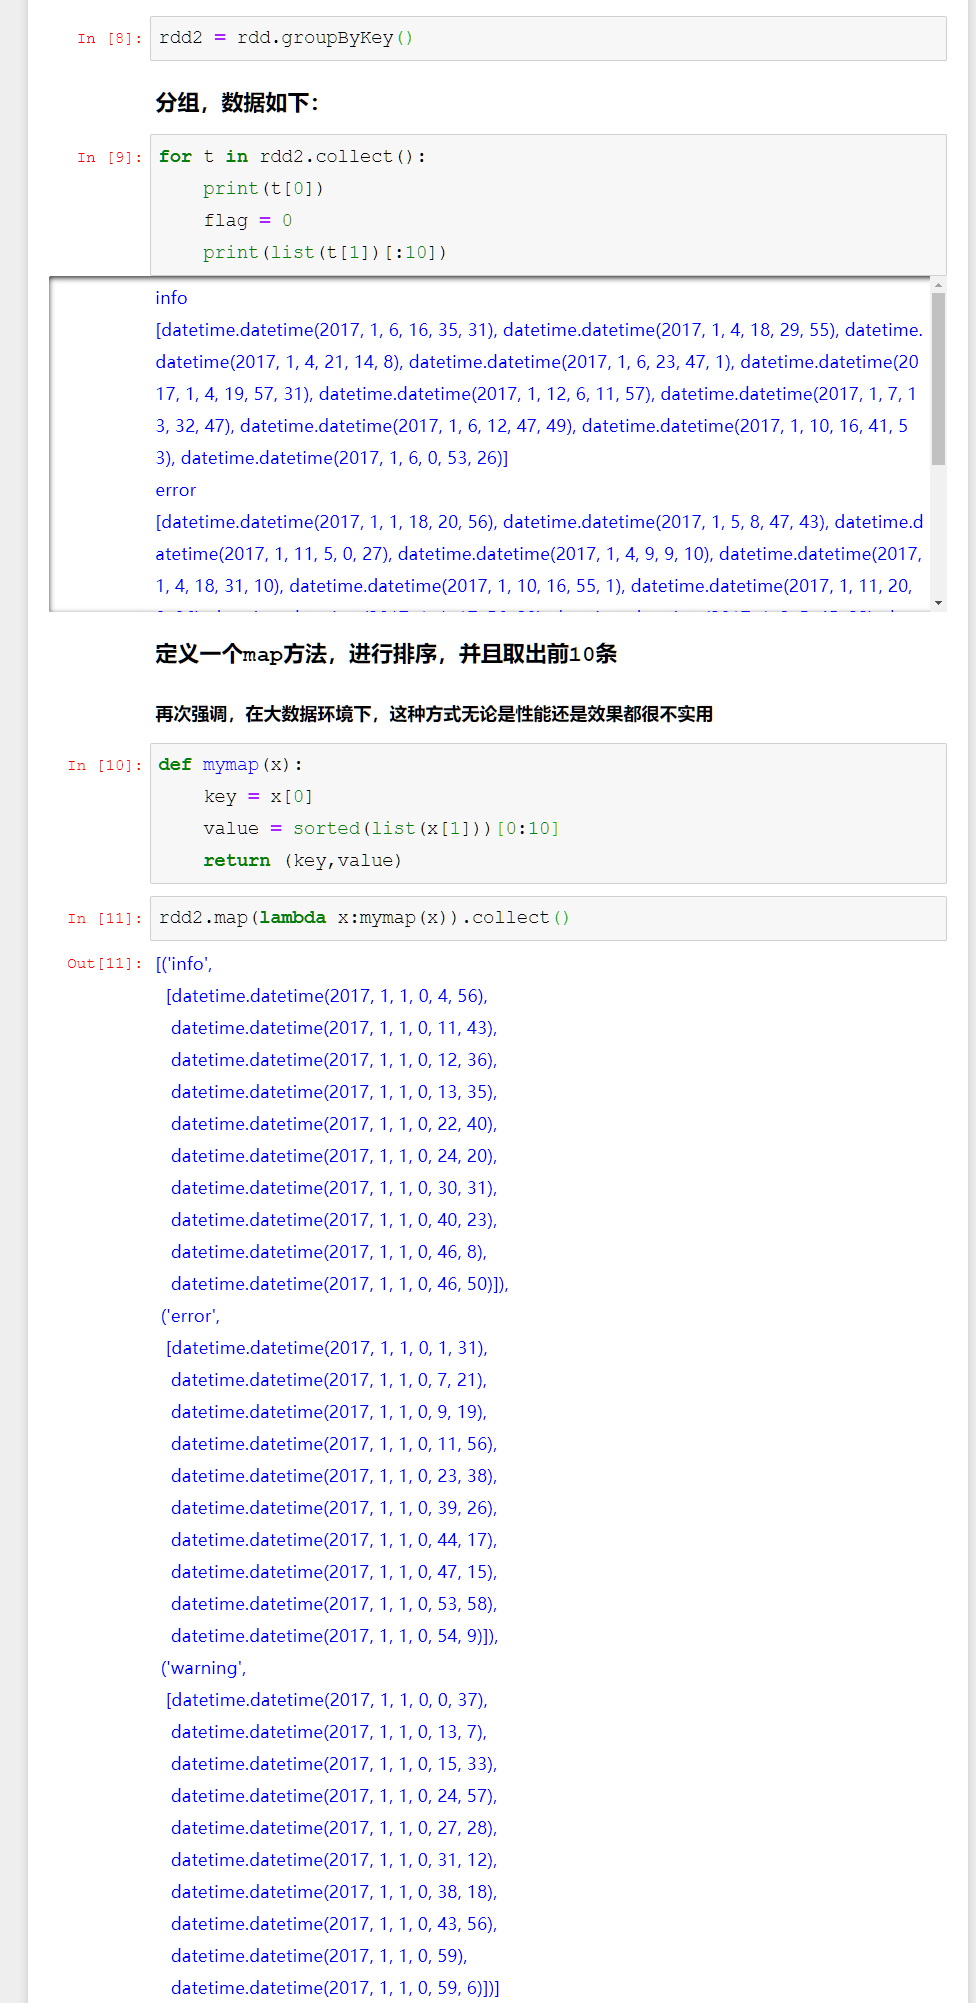 In [8]: rdd2 = rdd.groupByKey()
分组，数据如下：
In [9]: for t in rdd2.collect():
print(t[0])
flag = 0
print(list(t[1])[:10])
info
[datetime.datetime(2017, 1, 6, 16, 35, 31), datetime.datetime(2017, 1, 4, 18, 29, 55), datetime.
datetime(2017, 1, 4, 21, 14, 8), datetime.datetime(2017, 1, 6, 23, 47, 1), datetime.datetime(20
17, 1, 4, 19, 57, 31), datetime.datetime(2017, 1, 12, 6, 11, 57), datetime.datetime(2017, 1, 7, 1
3, 32, 47), datetime.datetime(2017, 1, 6, 12, 47, 49), datetime.datetime(2017, 1, 10, 16, 41, 5
3), datetime.datetime(2017, 1, 6, 0, 53, 26)]
error
[datetime.datetime(2017, 1, 1, 18, 20, 56), datetime.datetime(2017, 1, 5, 8, 47, 43), datetime.d
atetime(2017, 1, 11, 5, 0, 27), datetime.datetime(2017, 1, 4, 9, 9, 10), datetime.datetime(2017,
1, 4, 18, 31, 10), datetime.datetime(2017, 1, 10, 16, 55, 1), datetime.datetime(2017, 1, 11, 20,
定义一个map方法，进行排序，并且取出前10条
再次强调，在大数据环境下，这种方式无论是性能还是效果都很不实用
In [10]: def mymap(x):
key = x[0]
value = sorted(list(x[1]))[0:10]
return (key,value)
In [11]: rdd2.map(lambda x:mymap(x)).collect()
Out[11]: [('info',
[datetime.datetime(2017, 1, 1, 0, 4, 56),
datetime.datetime(2017, 1, 1, 0, 11, 43),
datetime.datetime(2017, 1, 1, 0, 12, 36),
datetime.datetime(2017, 1, 1, 0, 13, 35),
datetime.datetime(2017, 1, 1, 0, 22, 40),
datetime.datetime(2017, 1, 1, 0, 24, 20),
datetime.datetime(2017, 1, 1, 0, 30, 31),
datetime.datetime(2017, 1, 1, 0, 40, 23),
datetime.datetime(2017, 1, 1, 0, 46, 8),
datetime.datetime(2017, 1, 1, 0, 46, 50)]),
('error',
[datetime.datetime(2017, 1, 1, 0, 1, 31),
datetime.datetime(2017, 1, 1, 0, 7, 21),
datetime.datetime(2017, 1, 1, 0, 9, 19),
datetime.datetime(2017, 1, 1, 0, 11, 56),
datetime.datetime(2017, 1, 1, 0, 23, 38),
datetime.datetime(2017, 1, 1, 0, 39, 26),
datetime.datetime(2017, 1, 1, 0, 44, 17),
datetime.datetime(2017, 1, 1, 0, 47, 15),
datetime.datetime(2017, 1, 1, 0, 53, 58),
datetime.datetime(2017, 1, 1, 0, 54, 9)]),
('warning',
[datetime.datetime(2017, 1, 1, 0, 0, 37),
datetime.datetime(2017, 1, 1, 0, 13, 7),
datetime.datetime(2017, 1, 1, 0, 15, 33),
datetime.datetime(2017, 1, 1, 0, 24, 57),
datetime.datetime(2017, 1, 1, 0, 27, 28),
datetime.datetime(2017, 1, 1, 0, 31, 12),
datetime.datetime(2017, 1, 1, 0, 38, 18),
datetime.datetime(2017, 1, 1, 0, 43, 56),
datetime.datetime(2017, 1, 1, 0, 59),
datetime.datetime(2017, 1, 1, 0, 59, 6)])]